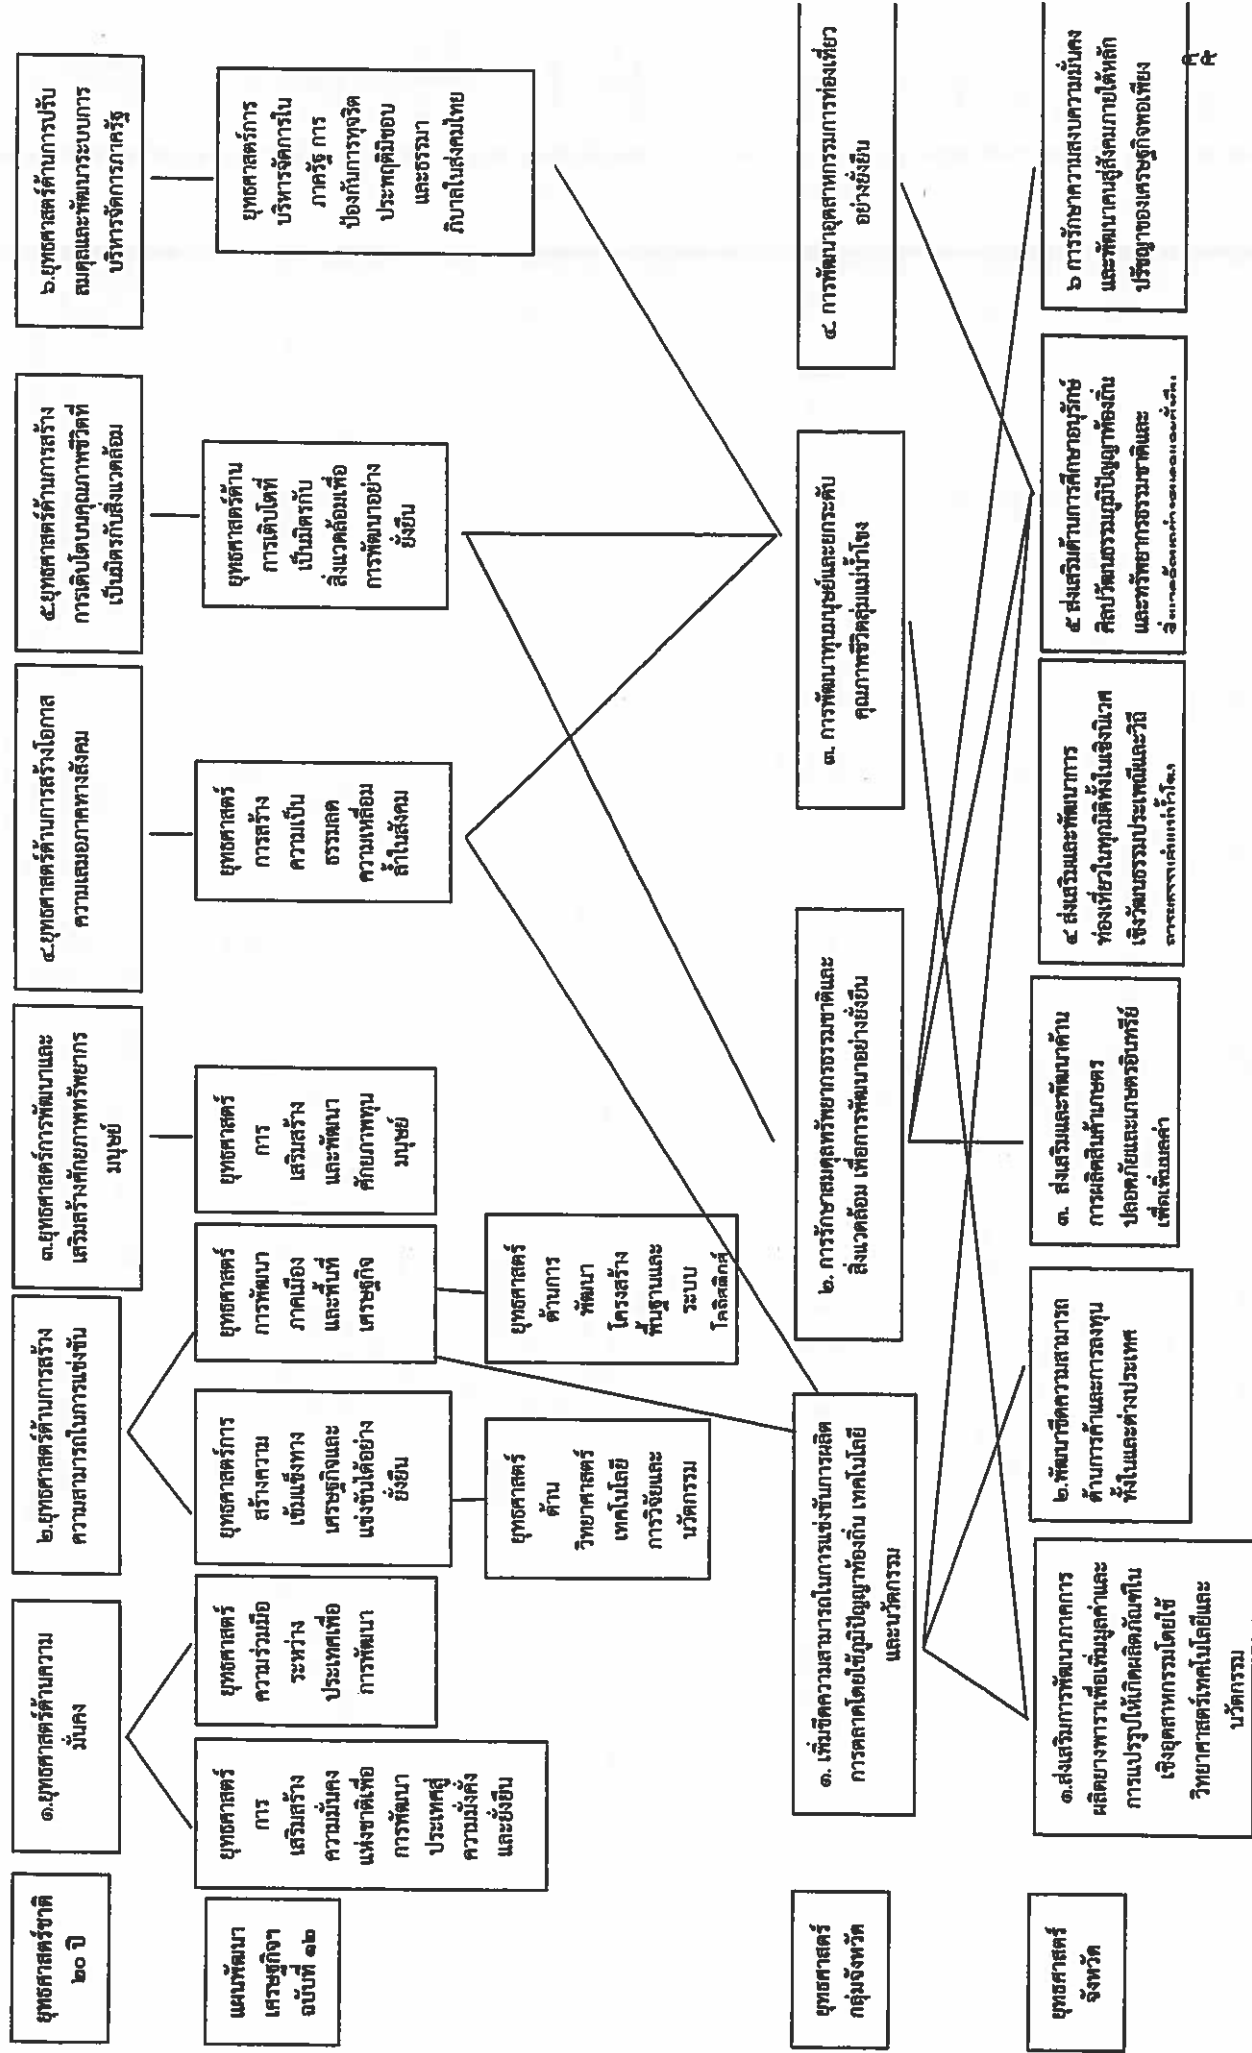 ยุทธศาสตร์ชาติ
๒๐ ปี
๑.ยุทธศาสตร์ด้านความ
มั่นคง
๒.ยุทธศาสตร์ด้านการสร้าง
ความสามารถในการแข่งขัน
๓.ยุทธศาสตร์การพัฒนาและ
เสริมสร้างศักยภาพทรัพยากร
มนุษย์
๔.ยุทธศาสตร์ด้านการสร้างโอกาส
ความเสมอภาคทางสังคม
๕.ยุทธศาสตร์ด้านการสร้าง
การเติบโตบนคุณภาพชีวิตที่
เป็นมิตรกับสิ่งแวดล้อม
๖.ยุทธศาสตร์ด้านการปรับ
สมดุลและพัฒนาระบบการ
บริหารจัดการภาครัฐ
แผนพัฒนา
เศรษฐกิจฯ
ฉบับที่ ๑๒
ยุทธศาสตร์
การ
เสริมสร้าง
ความมั่นคง
แห่งชาติเพื่อ
การพัฒนา
ประเทศสู่
ความมั่งคั่ง
และยั่งยืน
ยุทธศาสตร์
ความร่วมมือ
ระหว่าง
ประเทศเพื่อ
การพัฒนา
ยุทธศาสตร์การ
สร้างความ
เข้มแข็งทาง
เศรษฐกิจและ
แข่งขันได้อย่าง
ยั่งยืน
ยุทธศาสตร์
การพัฒนา
ภาคเมือง
และพื้นที่
เศรษฐกิจ
ยุทธศาสตร์
การ
เสริมสร้าง
และพัฒนา
ศักยภาพทุน
มนุษย์
ยุทธศาสตร์
การสร้าง
ความเป็น
ธรรมลด
ความเหลื่อม
ล้ำในสังคม
ยุทธศาสตร์ด้าน
การเติบโตที่
เป็นมิตรกับ
สิ่งแวดล้อมเพื่อ
การพัฒนาอย่าง
ยั่งยืน
ยุทธศาสตร์การ
บริหารจัดการใน
ภาครัฐ การ
ป้องกันการทุจริต
ประพฤติมิชอบ
และธรรมา
ภิบาลในสังคมไทย
ยุทธศาสตร์
ด้าน
วิทยาศาสตร์
เทคโนโลยี
การวิจัยและ
นวัตกรรม
ยุทธศาสตร์
ด้านการ
พัฒนา
โครงสร้าง
พื้นฐานและ
ระบบ
โลจิสติกส์
ยุทธศาสตร์
กลุ่มจังหวัด
๑. เพิ่มขีดความสามารถในการแข่งขันการผลิต
การตลาดโดยใช้ภูมิปัญญาท้องถิ่น เทคโนโลยี
และนวัตกรรม
๒. การรักษาสมดุลทรัพยากรธรรมชาติและ
สิ่งแวดล้อม เพื่อการพัฒนาอย่างยั่งยืน
๓. การพัฒนาทุนมนุษย์และยกระดับ
คุณภาพชีวิตลุ่มแม่น้ำโขง
๔. การพัฒนาอุตสาหกรรมการท่องเที่ยว
อย่างยั่งยืน
ยุทธศาสตร์
จังหวัด
๑.ส่งเสริมการพัฒนาภาคการ
ผลิตยางพาราเพื่อเพิ่มมูลค่าและ
การแปรรูปให้เกิดผลิตภัณฑ์ใน
เชิงอุตสาหกรรมโดยใช้
วิทยาศาสตร์เทคโนโลยีและ
นวัตกรรม
๒.พัฒนาขีดความสามารถ
ด้านการค้าและการลงทุน
ทั้งในและต่างประเทศ
๓. ส่งเสริมและพัฒนาด้าน
การผลิตสินค้าเกษตร
ปลอดภัยและเกษตรอินทรีย์
เพื่อเพิ่มมูลค่า
๔ ส่งเสริมและพัฒนาการ
ท่องเที่ยวในทุกมิติทั้งในเชิงนิเวศ
เชิงวัฒนธรรมประเพณีและวิถี
๕ ส่งเสริมด้านการศึกษาอนุรักษ์
ศิลปวัฒนธรรมภูมิปัญญาท้องถิ่น
และทรัพยากรธรรมชาติและ
๖ การรักษาความสงบความมั่นคง
และพัฒนาคนสู่สังคมภายใต้หลัก
ปรัชญาของเศรษฐกิจพอเพียง